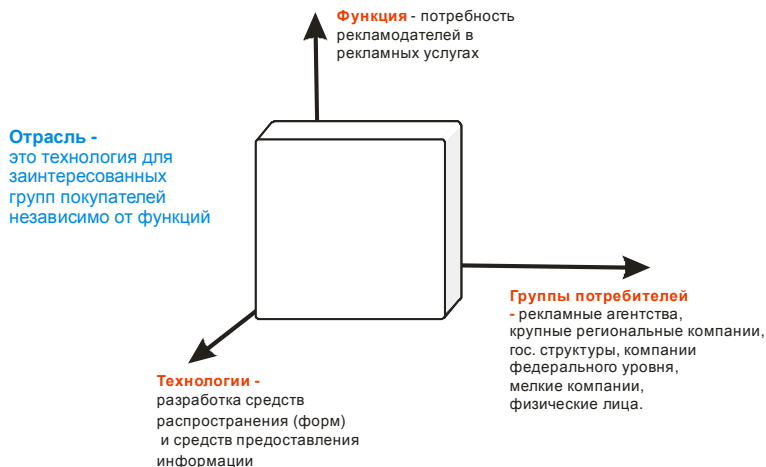 Функция - потребность
рекламодателей в
рекламных услугах
Отрасль -
это технология для
заинтересованных
групп покупателей
независимо от функций
Группы потребителей
- рекламные агентства,
крупные региональные компании,
гос. структуры, компании
федерального уровня,
мелкие компании,
физические лица.
Технологии -
разработка средств
распространения (форм)
и средств предоставления
информации